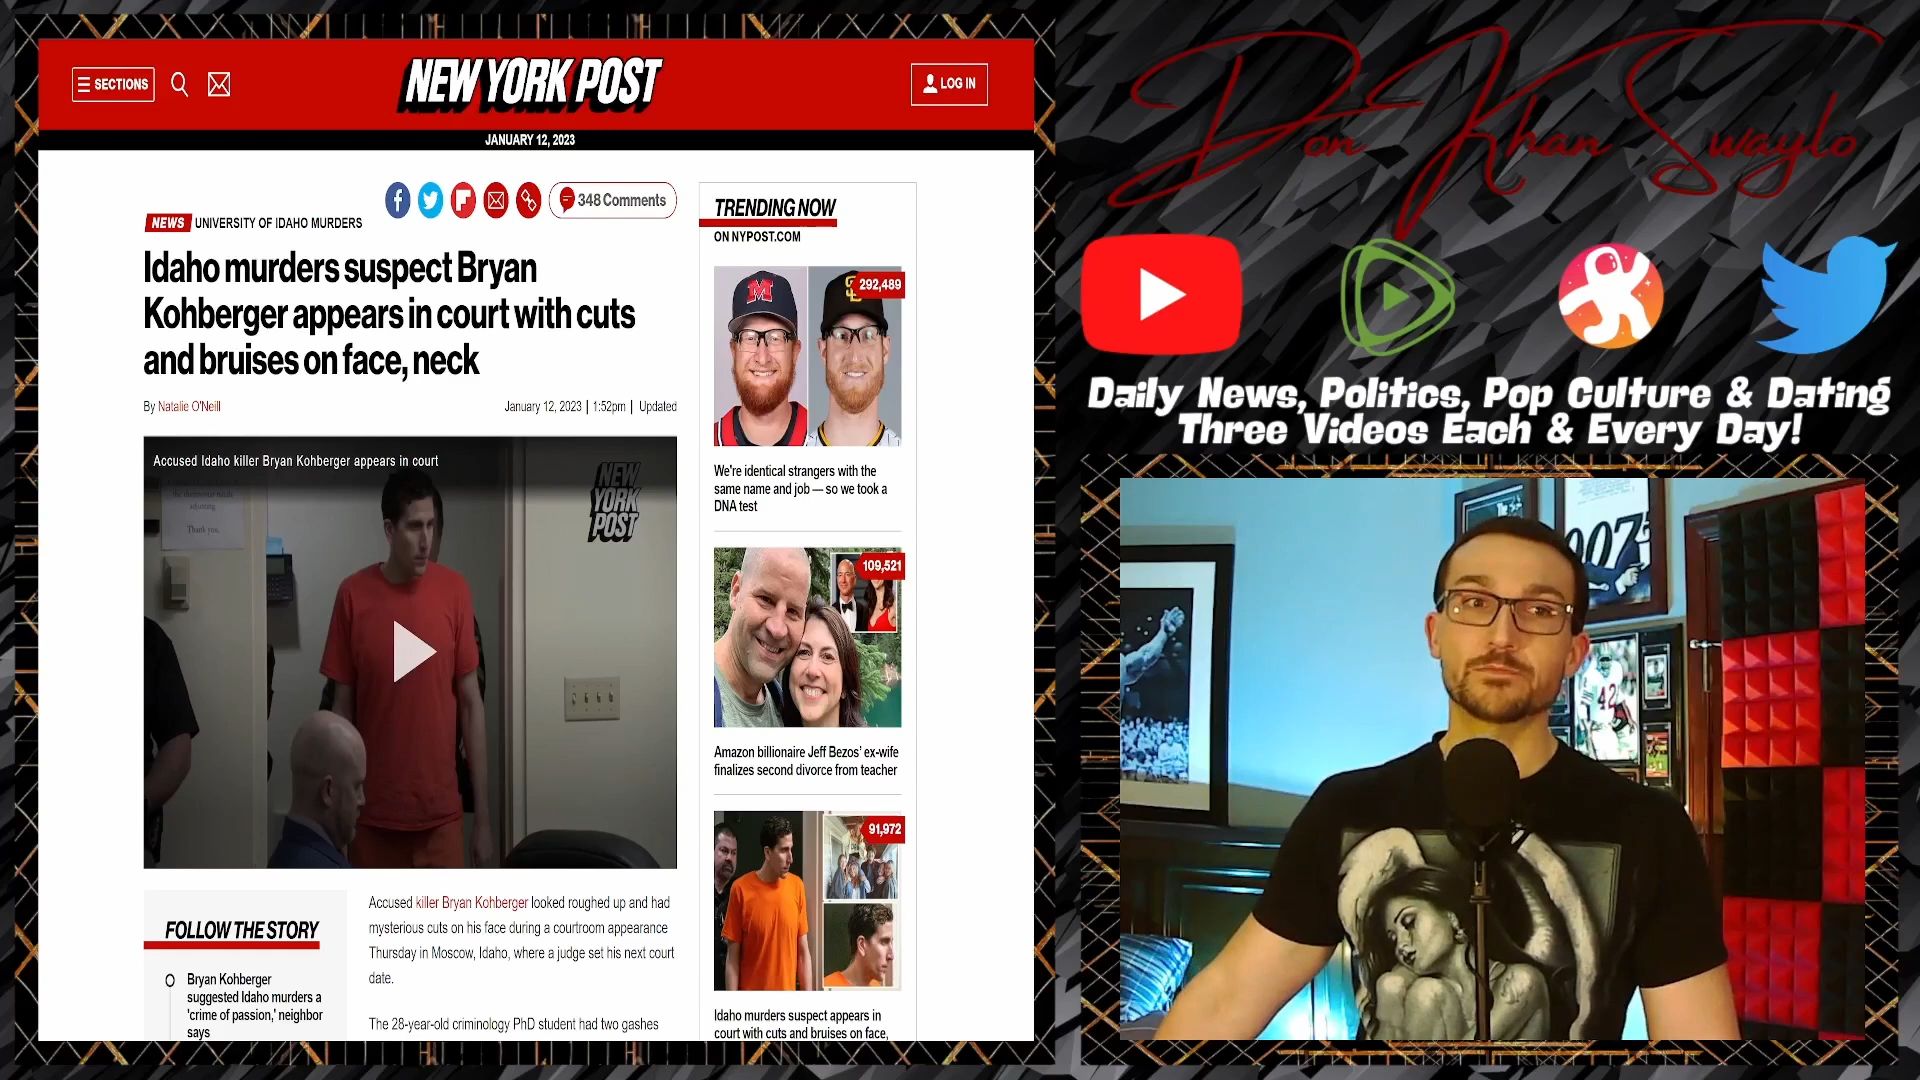 SECTIONS
NEW YORK POST
LOG IN
JANUARY 12, 2023
348 Comments
NEWS UNIVERSITY OF IDAHO MURDERS
Idaho murders suspect Bryan
Kohberger appears in court with cuts
and bruises on face, neck
By Natalie O'Neill
January 12, 2023 | 1:52pm | Updated
Accused Idaho killer Bryan Kohberger appears in court
NEW
YORK
POST
adjusting
Thank you.
FOLLOW THE STORY
Bryan Kohberger
suggested Idaho murders a
'crime of passion,' neighbor
says
Accused killer Bryan Kohberger looked roughed up and had
mysterious cuts on his face during a courtroom appearance
Thursday in Moscow, Idaho, where a judge set his next court
date.
The 28-year-old criminology PhD student had two gashes
TRENDING NOW
ON NYPOST.COM
292,489
M
We're identical strangers with the
same name and job — so we took a
DNA test
109,521
Amazon billionaire Jeff Bezos' ex-wife
finalizes second divorce from teacher
91,972
Idaho murders suspect appears in
court with cuts and bruises on face,
Don Khan Swaylo
Daily News, Politics, Pop Culture & Dating
Three Videos Each & Every Day!
007
42